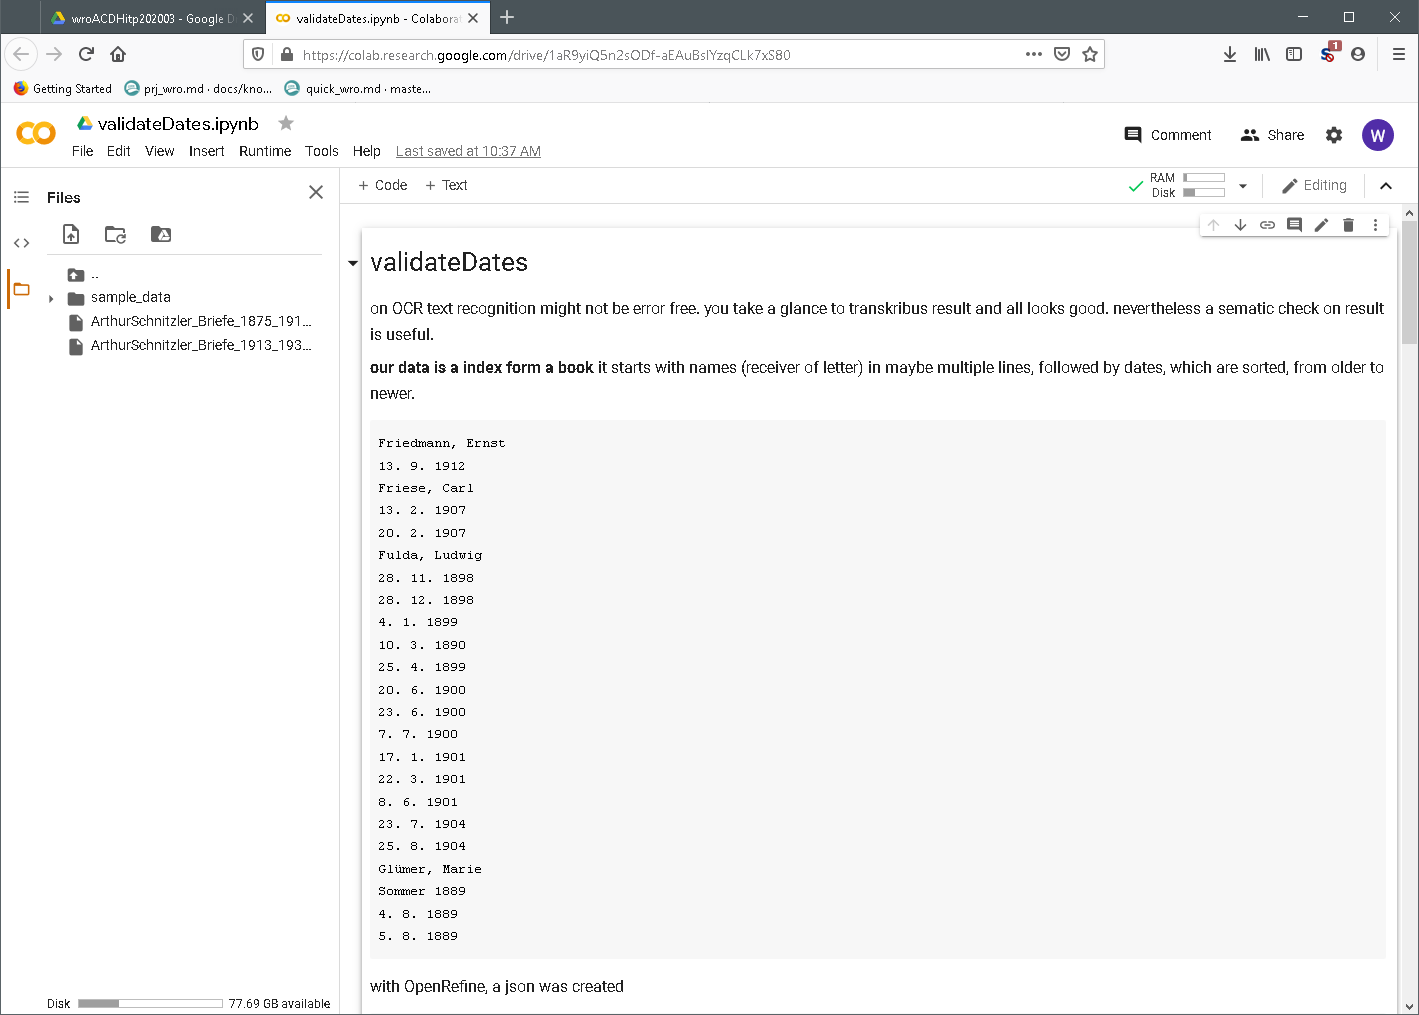 wroACDHitp202003 - Google D
validateDates.ipynb - Colaborat
https://colab.research.google.com/drive/1aR9yiQ5n2sODf-aEAuBslYzqCLk7xS80
1
Getting Started
prj_wro.md · docs/kno...
quick_wro.md · maste...
validateDates.ipynb
File Edit View Insert Runtime Tools Help Last saved at 10:37 AM
Comment
Share
W
Files
+ Code + Text
RAM
Disk
Editing
..
sample_data
ArthurSchnitzler_Briefe_1875_191...
ArthurSchnitzler_Briefe_1913_193...
Disk
77.69 GB available
validateDates
on OCR text recognition might not be error free. you take a glance to transkribus result and all looks good. nevertheless a sematic check on result
is useful.
our data is a index form a book it starts with names (receiver of letter) in maybe multiple lines, followed by dates, which are sorted, from older to
newer.
Friedmann, Ernst
13. 9. 1912
Friese, Carl
13. 2. 1907
20. 2. 1907
Fulda, Ludwig
28. 11. 1898
28. 12. 1898
4. 1. 1899
10. 3. 1890
25. 4. 1899
20. 6. 1900
23. 6. 1900
7. 7. 1900
17. 1. 1901
22. 3. 1901
8. 6. 1901
23. 7. 1904
25. 8. 1904
Glümer, Marie
Sommer 1889
4. 8. 1889
5. 8. 1889
with OpenRefine, a json was created